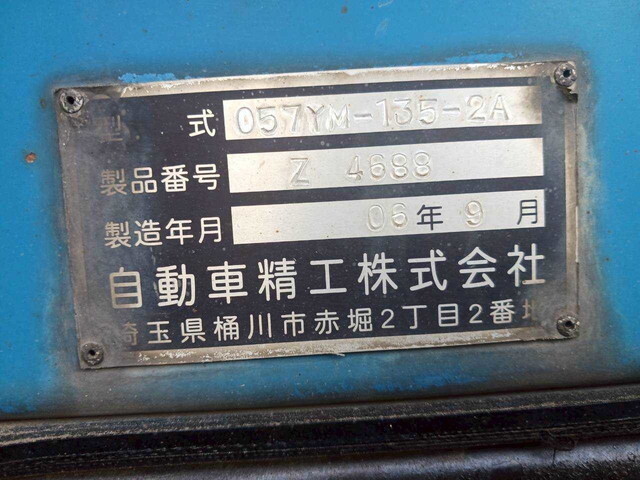 型 式 057YM-135-2A
製品番号 Z 4688
製造年月 06年 9 月
自動車精工株式会社
埼玉県桶川市赤堀2丁目2番地